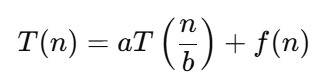 T(n) = aT(n/b) + f(n)